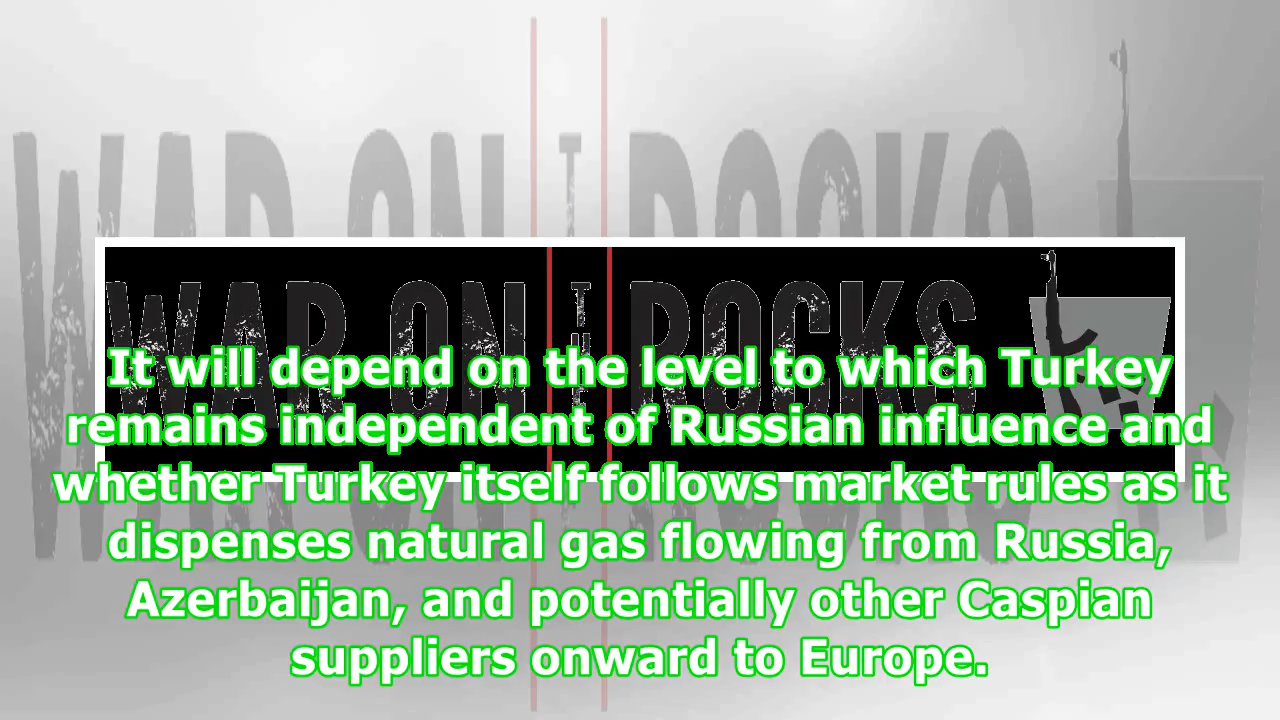 WAR ON THE ROCKS
It will depend on the level to which Turkey
remains independent of Russian influence and
whether Turkey itself follows market rules as it
dispenses natural gas flowing from Russia,
Azerbaijan, and potentially other Caspian
suppliers onward to Europe.